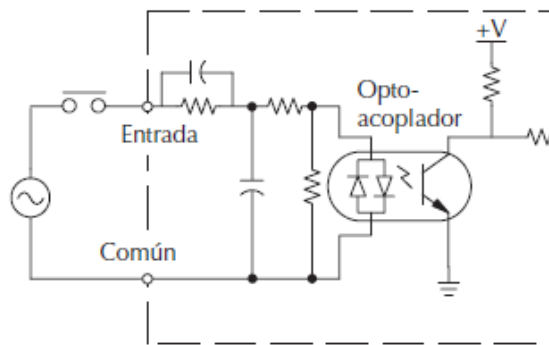 +V
Opto-
acoplador
Entrada
Común